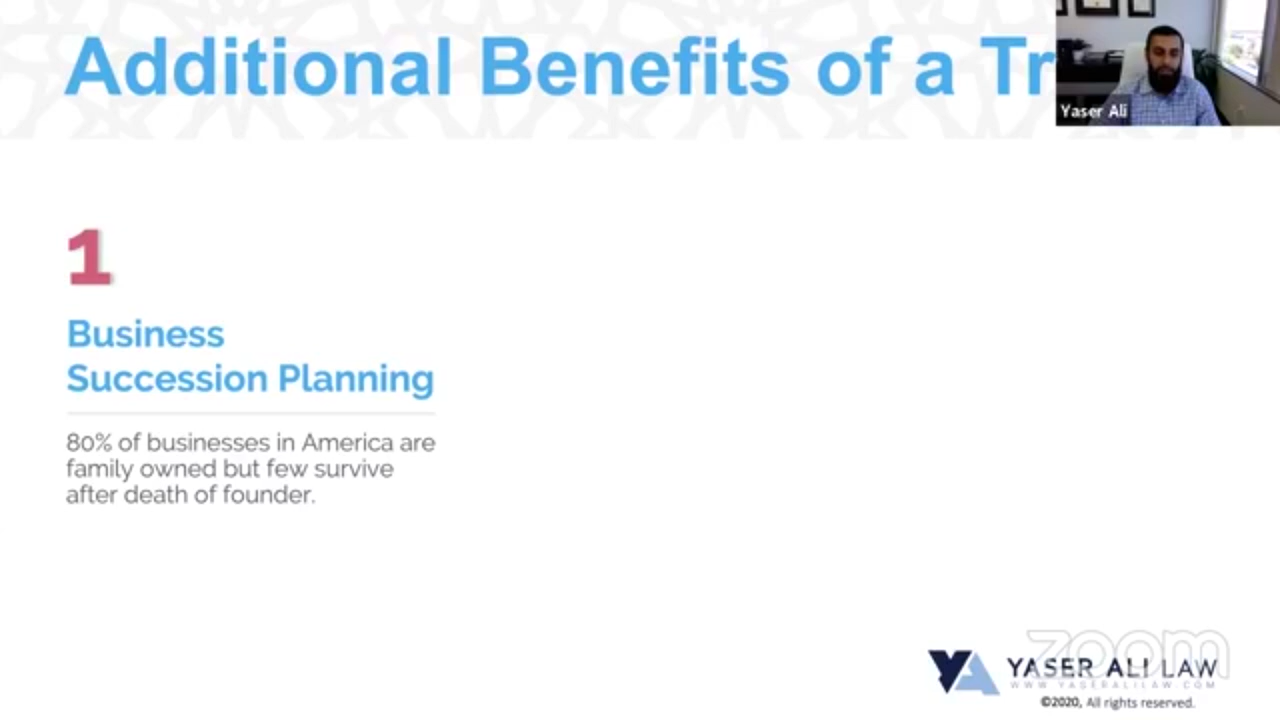 Additional Benefits of a Tr
Yaser Ali
1
Business
Succession Planning
80% of businesses in America are
family owned but few survive
after death of founder.
zoom
YA
YASER ALI LAW
WWW.YASERALILAW.COM
©2020, All rights reserved.